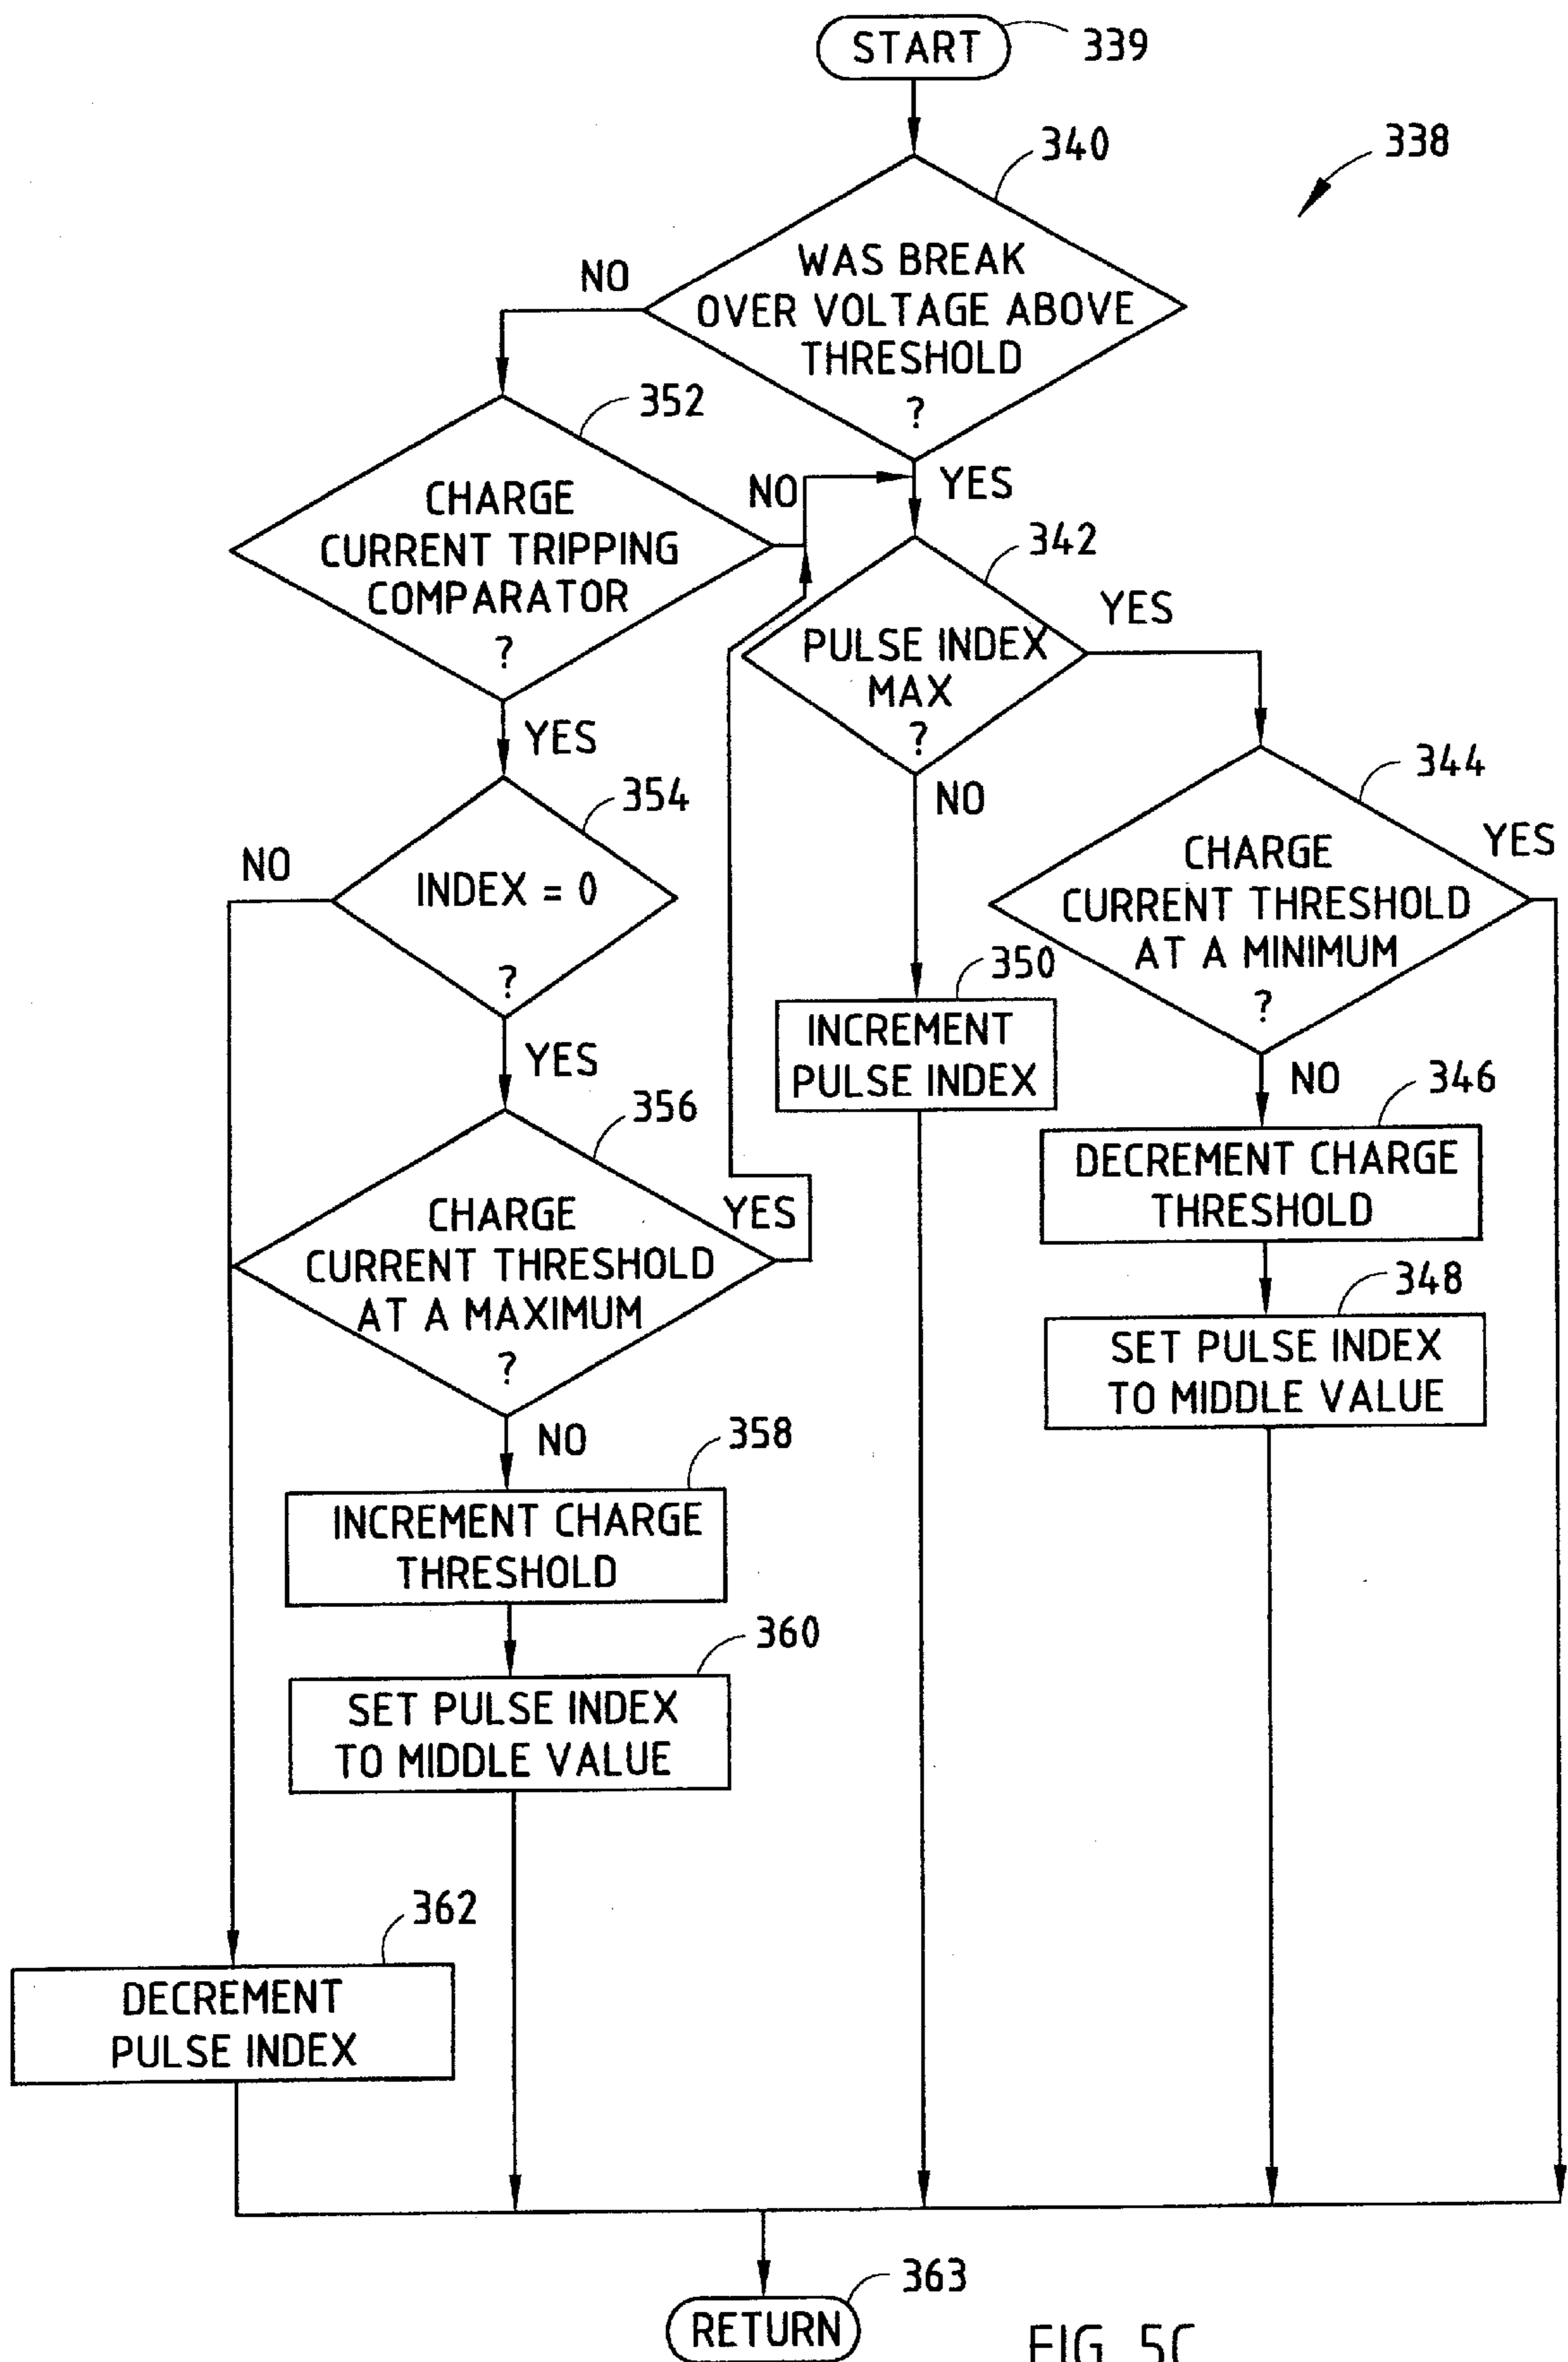 START
339
338
340
WAS BREAK
OVER VOLTAGE ABOVE
THRESHOLD
?
NO
YES
352
CHARGE
CURRENT TRIPPING
COMPARATOR
?
NO
YES
342
PULSE INDEX
MAX
?
YES
NO
354
INDEX = 0
?
NO
YES
344
CHARGE
CURRENT THRESHOLD
AT A MINIMUM
?
YES
NO
350
INCREMENT
PULSE INDEX
346
DECREMENT CHARGE
THRESHOLD
348
SET PULSE INDEX
TO MIDDLE VALUE
356
CHARGE
CURRENT THRESHOLD
AT A MAXIMUM
?
YES
NO
358
INCREMENT CHARGE
THRESHOLD
360
SET PULSE INDEX
TO MIDDLE VALUE
362
DECREMENT
PULSE INDEX
363
RETURN
FIG. 5C